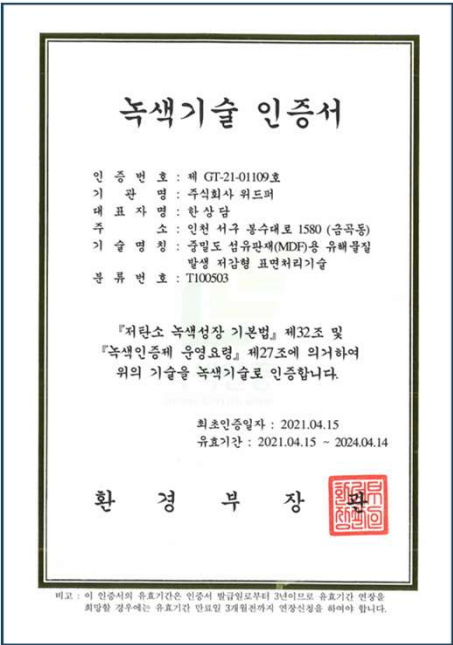 녹색기술 인증서
인 증 번 호 : 제 GT-21-01109호
기 관 명 : 주식회사 위드퍼
대 표 자 명 : 한상담
주 소 : 인천 서구 봉수대로 1580 (금곡동)
기 술 명 칭 : 중밀도 섬유판재(MDF)용 유해물질
발생 저감형 표면처리기술
분 류 번 호 : T100503
『저탄소 녹색성장 기본법』 제32조 및
『녹색인증제 운영요령』 제27조에 의거하여
위의 기술을 녹색기술로 인증합니다.
최초인증일자 : 2021.04.15
유효기간 : 2021.04.15 ~ 2024.04.14
환 경 부 장 관
비고 : 이 인증서의 유효기간은 인증서 발급일로부터 3년이므로 유효기간 연장을
희망할 경우에는 유효기간 만료일 3개월전까지 연장신청을 하여야 합니다.